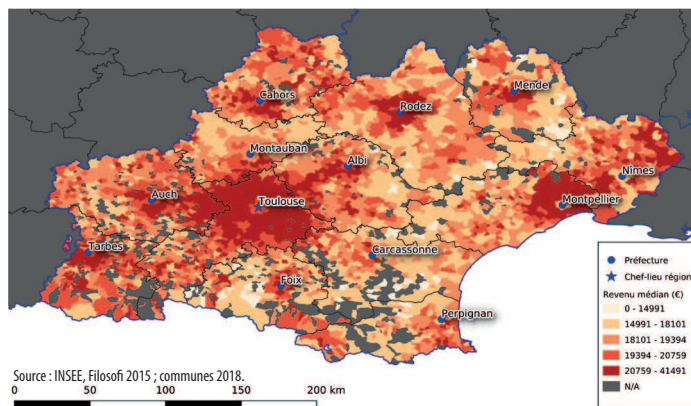 Cahors
Mende
Rodez
Montauban
Albi
Nîmes
Auch
Toulouse
Montpellier
Tarbes
Carcassonne
Foix
Perpignan
Préfecture
Chef-lieu région
Revenu médian (€)
0 - 14991
14991 - 18101
18101 - 19394
19394 - 20759
20759 - 41491
N/A
Source : INSEE, Filosofi 2015 ; communes 2018.
0 50 100 150 200 km